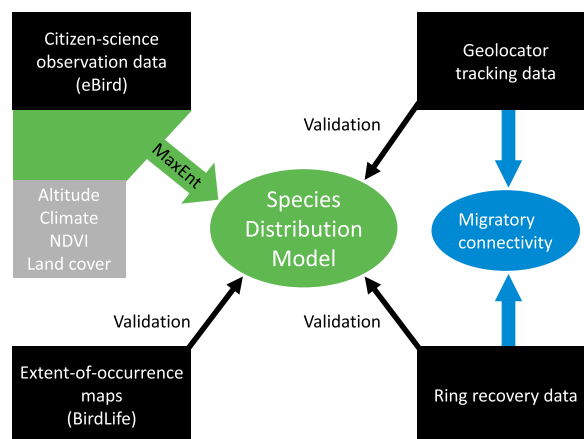 Citizen-science
observation data
(eBird)
Geolocator
tracking data
Validation
MaxEnt
Altitude
Climate
NDVI
Land cover
Species
Distribution
Model
Migratory
connectivity
Validation
Validation
Extent-of-occurrence
maps
(BirdLife)
Ring recovery data